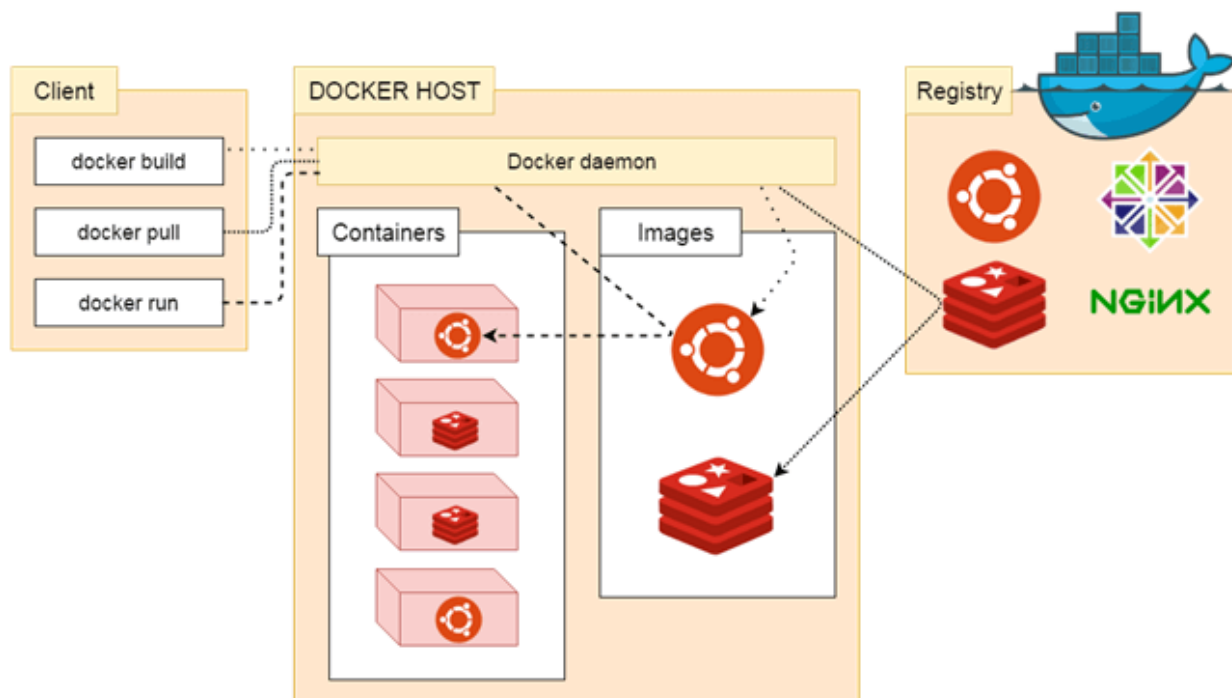 Client
docker build
docker pull
docker run
DOCKER HOST
Docker daemon
Containers
Images
Registry
NGiNX